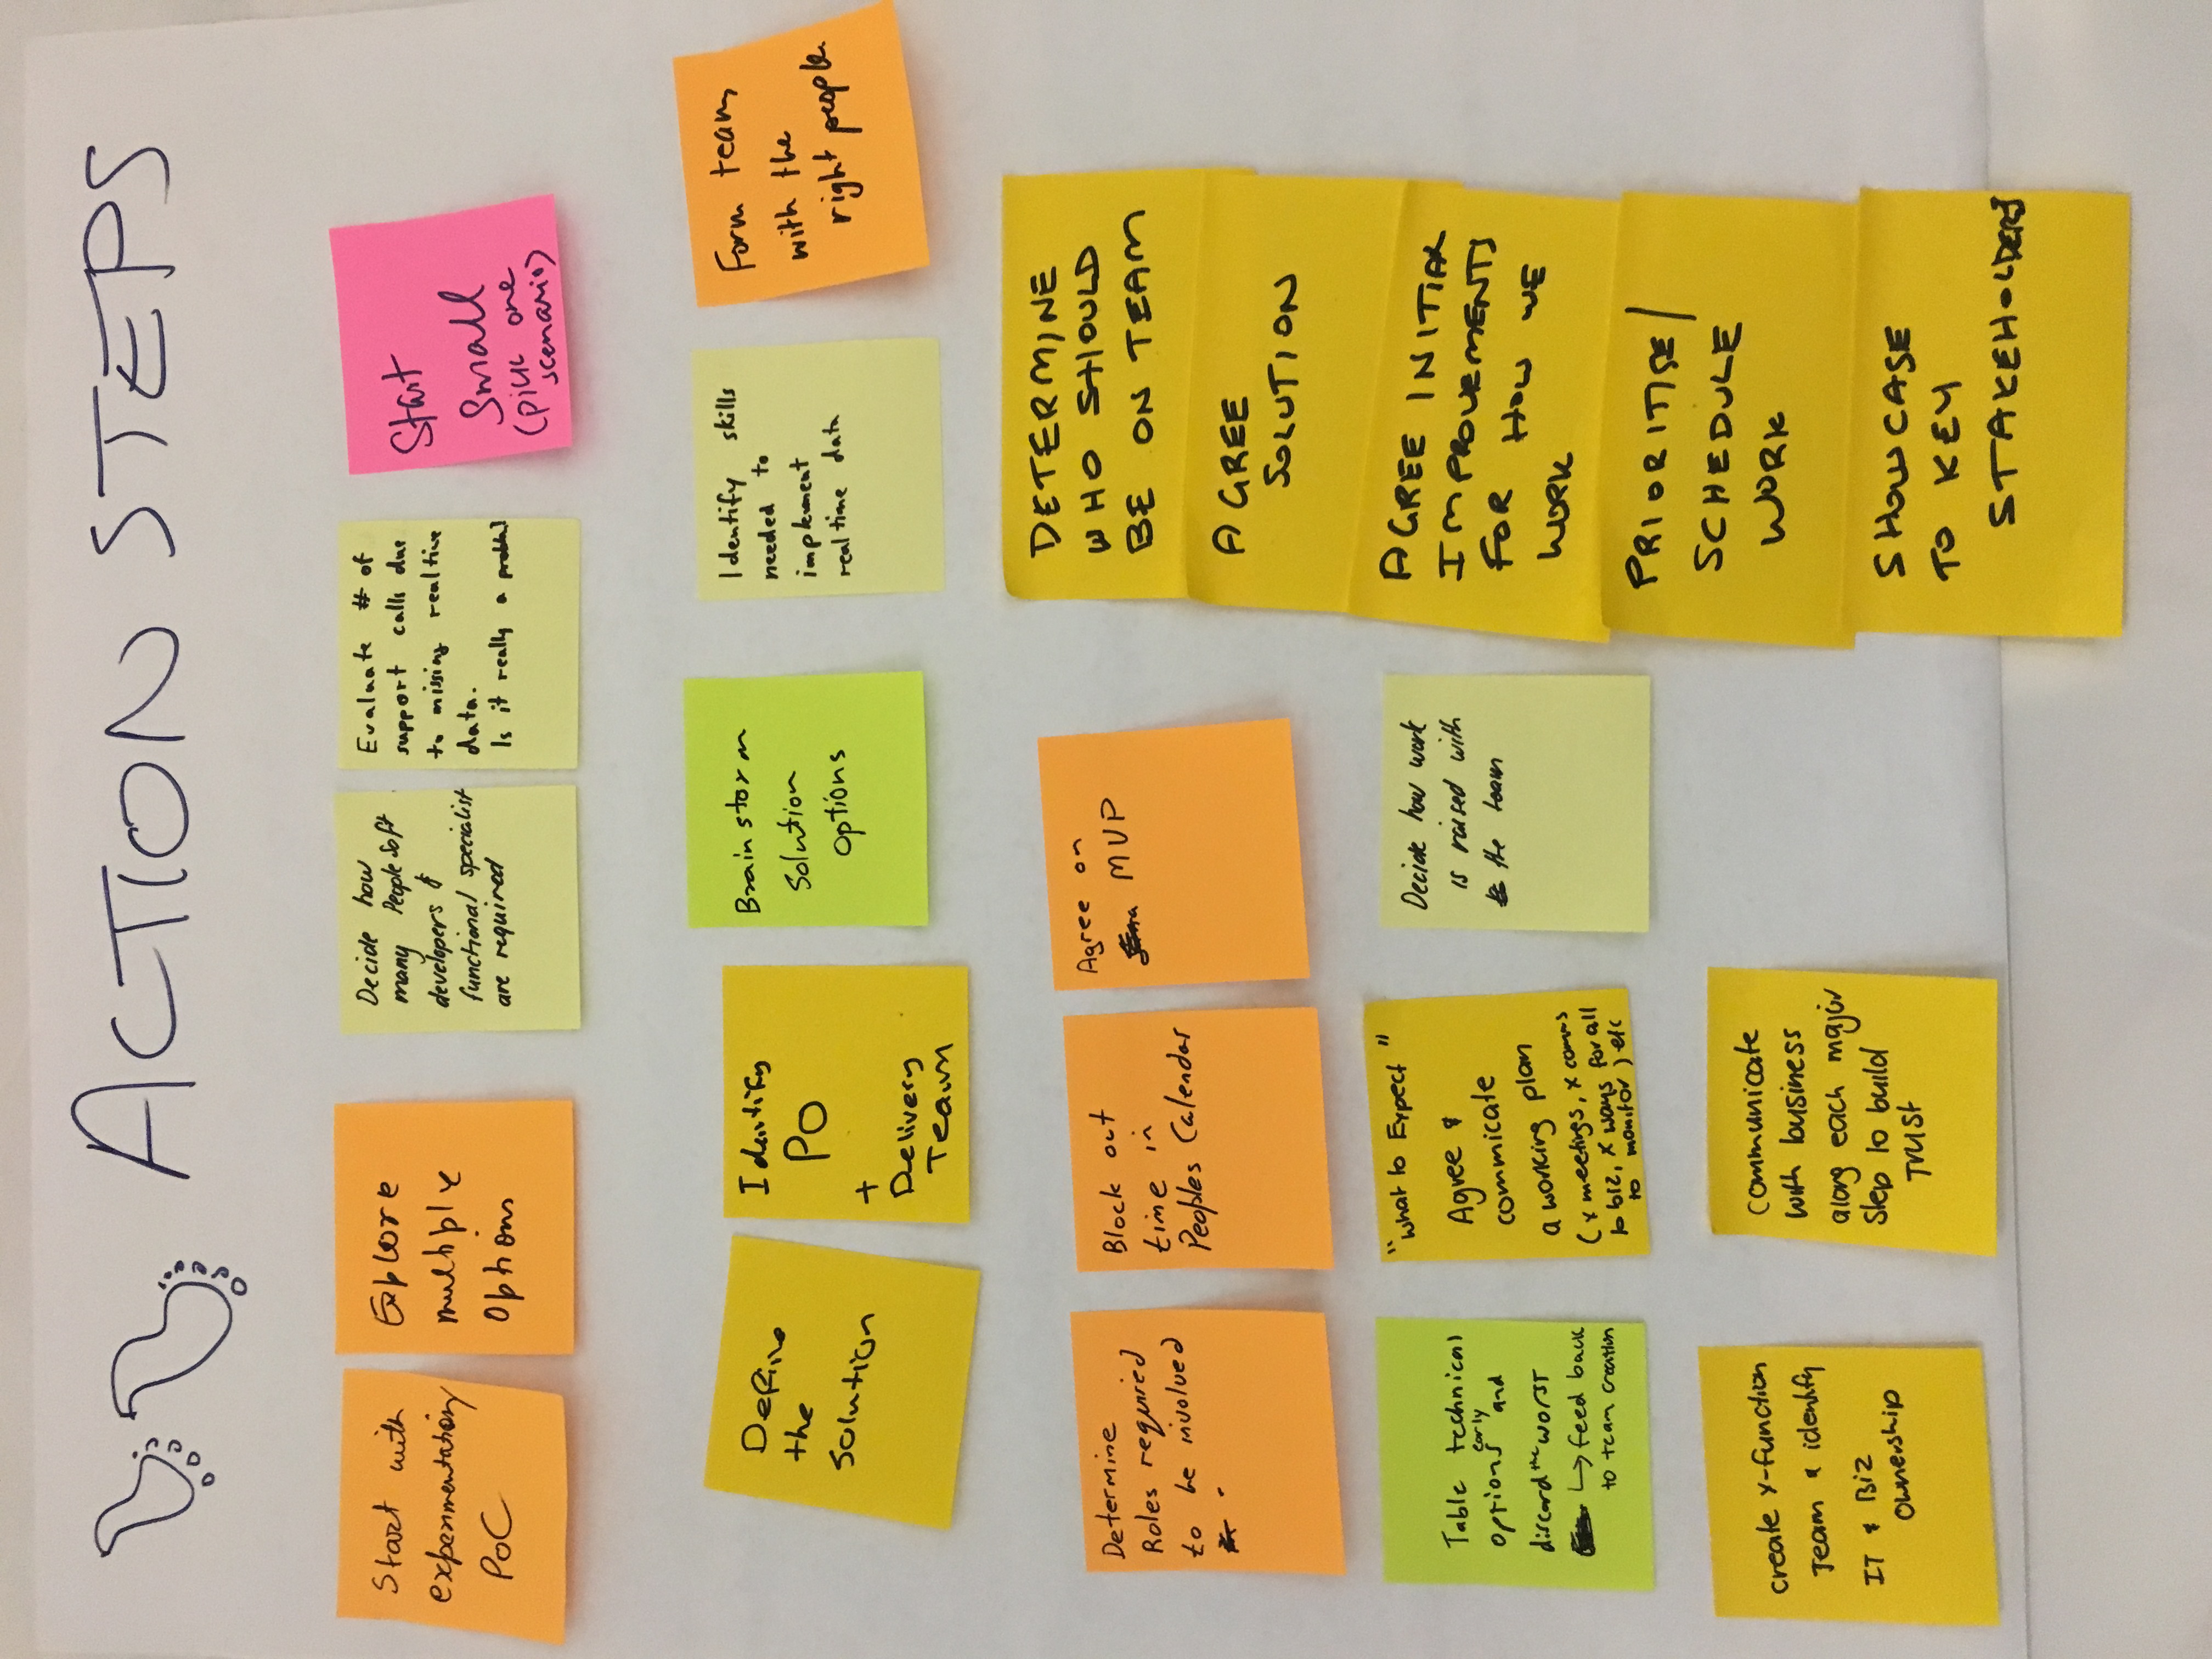 ACTION STEPS
Start with
experimentation
PoC
Explore
multiple
Options
Decide how
many PeopleSoft
developers &
functional specialist
are required
Evaluate # of
support calls due
to missing realtive
data.
Is it really a problem?
Start
Small
(pick one
scenario)
Define
the
Solution
Identify
PO
+
Delivery
Team
Brainstorm
Solution
Options
Identify skills
needed to
implement
realtime data
Form team,
with the
right people.
Determine
Roles required
to be involved
Block out
time in
Peoples Calendar
Agree on
MVP
DETERMINE
WHO SHOULD
BE ON TEAM
AGREE
SOLUTION
AGREE INITIAL
IMPROVEMENTS
FOR HOW WE
WORK
PRIORITISE/
SCHEDULE
WORK
SHOWCASE
TO KEY
STAKEHOLDERS
Table technical
options early and
discard the worst
↳ feed back
to team creation
"What to Expect"
Agree &
commicate
a working plan
(x meetings, x comms
to biz, x ways for all
to monitor) etc
Decide how work
is raised with
the team
create x-function
Team & identify
IT & Biz
ownership
communicate
with business
along each major
step to build
TRUST